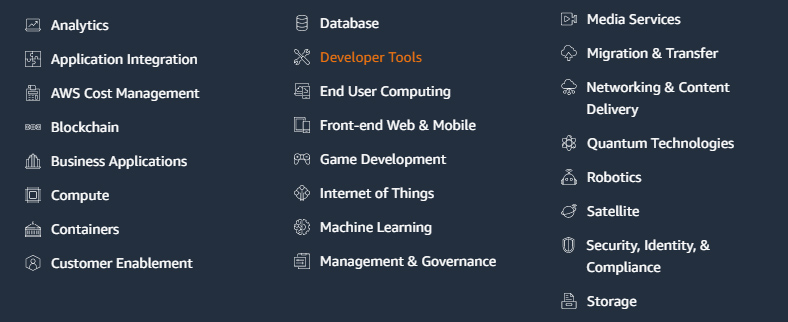 Analytics
Application Integration
AWS Cost Management
Blockchain
Business Applications
Compute
Containers
Customer Enablement
Database
Developer Tools
End User Computing
Front-end Web & Mobile
Game Development
Internet of Things
Machine Learning
Management & Governance
Media Services
Migration & Transfer
Networking & Content
Delivery
Quantum Technologies
Robotics
Satellite
Security, Identity, &
Compliance
Storage